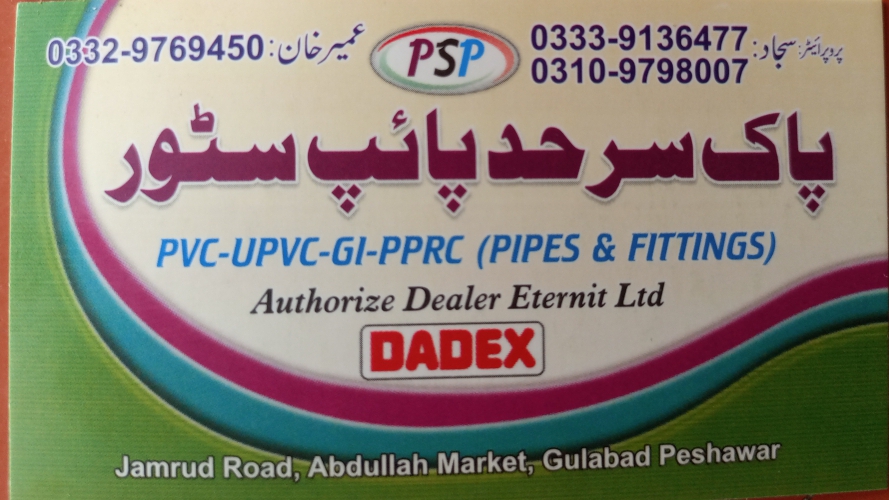 عمیر خان: 0332-9769450
PSP
پروپرائیٹر: سجاد: 0333-9136477
0310-9798007
پاک سرحد پائپ سٹور
PVC-UPVC-GI-PPRC (PIPES & FITTINGS)
Authorize Dealer Eternit Ltd
DADEX
Jamrud Road, Abdullah Market, Gulabad Peshawar